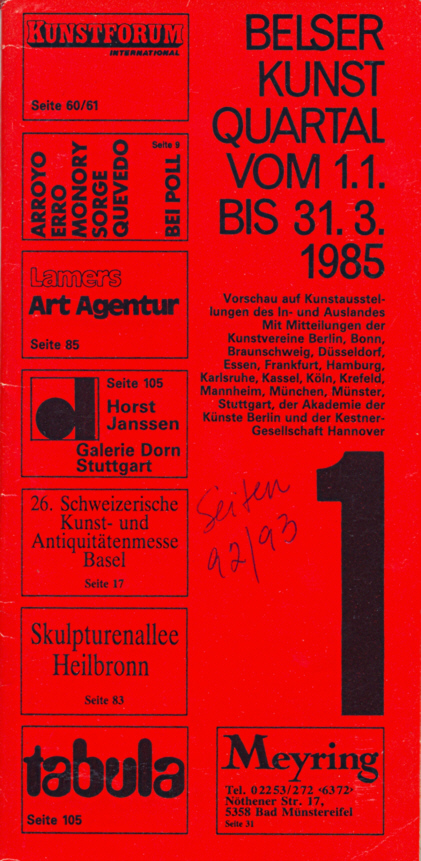 KUNSTFORUM
INTERNATIONAL
Seite 60/61
Seite 9
ARROYO
ERRO
MONORY
SORGE
QUEVEDO
BEI POLL
Lamers
Art Agentur
Seite 85
d
Seite 105
Horst
Janssen
Galerie Dorn
Stuttgart
26. Schweizerische
Kunst- und
Antiquitätenmesse
Basel
Seite 17
Skulpturenallee
Heilbronn
Seite 83
tabula
Seite 105
BELSER
KUNST
QUARTAL
VOM 1.1.
BIS 31. 3.
1985
Vorschau auf Kunstausstel-
lungen des In- und Auslandes
Mit Mitteilungen der
Kunstvereine Berlin, Bonn,
Braunschweig, Düsseldorf,
Essen, Frankfurt, Hamburg,
Karlsruhe, Kassel, Köln, Krefeld,
Mannheim, München, Münster,
Stuttgart, der Akademie der
Künste Berlin und der Kestner-
Gesellschaft Hannover
Seiten
92/93
1
Meyring
Tel. 02253/272 ‹6372›
Nöthener Str. 17,
5358 Bad Münstereifel
Seite 31